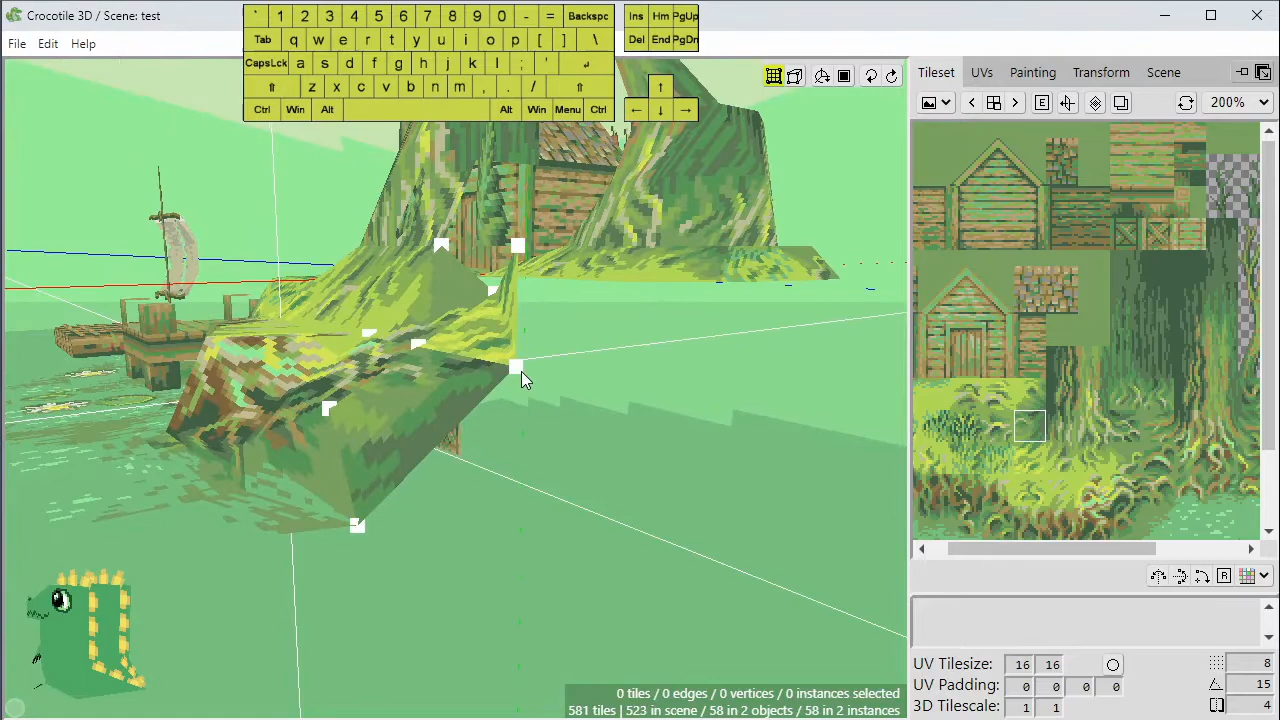 Crocotile 3D / Scene: test
File Edit Help
` 1 2 3 4 5 6 7 8 9 0 - = Backspc
Tab q w e r t y u i o p [ ] \
CapsLck a s d f g h j k l ; ' ↲
⇧ z x c v b n m , . / ⇧
Ctrl Win Alt Alt Win Menu Ctrl
Ins Hm PgUp
Del End PgDn
↑
← ↓ →
Tileset UVs Painting Transform Scene
E 200%
R
UV Tilesize: 16 16 8
UV Padding: 0 0 0 0 15
3D Tilescale: 1 1 4
0 tiles / 0 edges / 0 vertices / 0 instances selected
581 tiles | 523 in scene / 58 in 2 objects / 58 in 2 instances